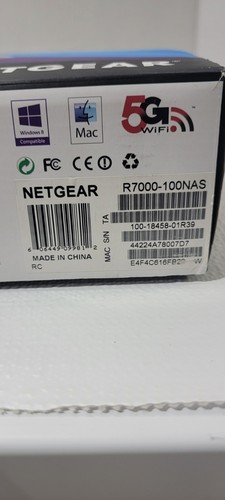 TGEAR
Windows 8
Compatible
Mac
5G
WiFi
FC CE
NETGEAR
R7000-100NAS
TA
100-18458-01R39
S/N
44224A78007D7
MAC
MADE IN CHINA
RC